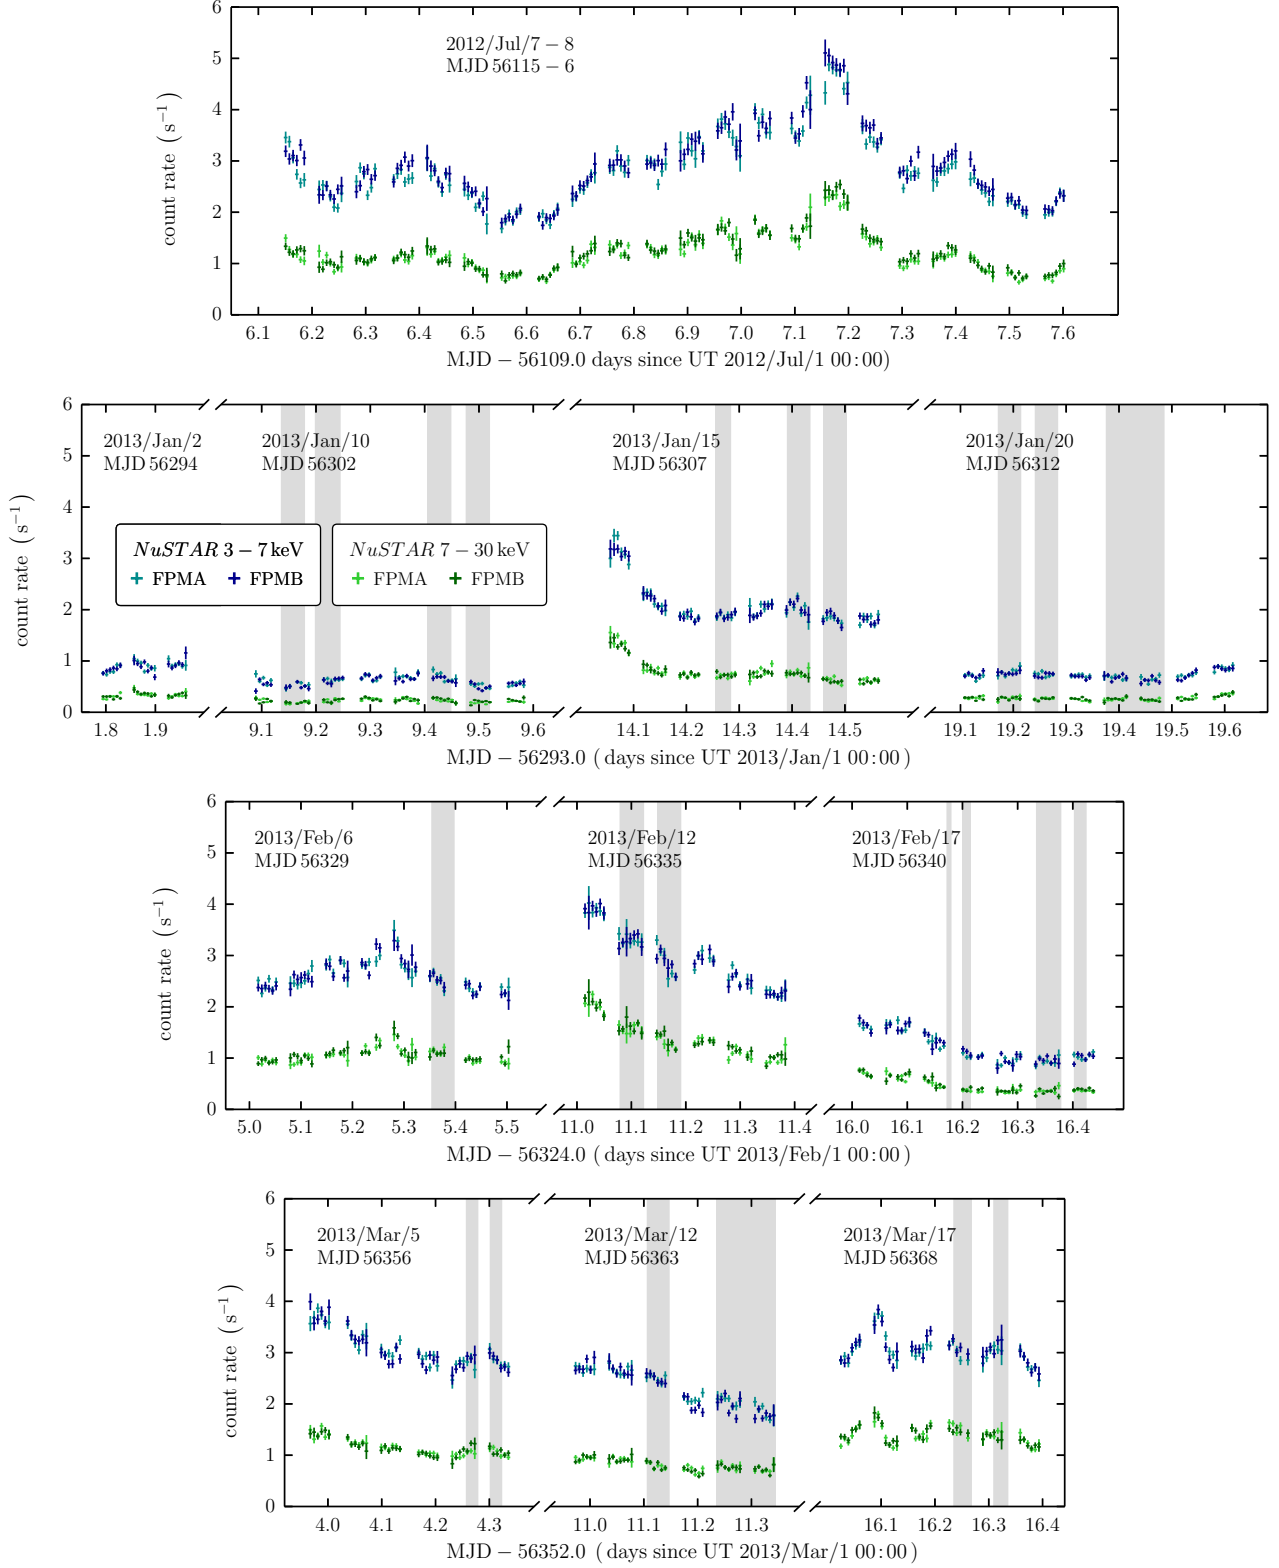 6
5
4
3
2
1
0
count rate ( s⁻¹ )
2012/Jul/7 − 8
MJD 56115 − 6
6.1 6.2 6.3 6.4 6.5 6.6 6.7 6.8 6.9 7.0 7.1 7.2 7.3 7.4 7.5 7.6
MJD − 56109.0 days since UT 2012/Jul/1 00:00)
6
5
4
3
2
1
0
count rate ( s⁻¹ )
2013/Jan/2
MJD 56294
2013/Jan/10
MJD 56302
2013/Jan/15
MJD 56307
2013/Jan/20
MJD 56312
NuSTAR 3 − 7 keV
FPMA FPMB
NuSTAR 7 − 30 keV
FPMA FPMB
1.8 1.9 9.1 9.2 9.3 9.4 9.5 9.6 14.1 14.2 14.3 14.4 14.5 19.1 19.2 19.3 19.4 19.5 19.6
MJD − 56293.0 ( days since UT 2013/Jan/1 00:00)
6
5
4
3
2
1
0
count rate ( s⁻¹ )
2013/Feb/6
MJD 56329
2013/Feb/12
MJD 56335
2013/Feb/17
MJD 56340
5.0 5.1 5.2 5.3 5.4 5.5 11.0 11.1 11.2 11.3 11.4 16.0 16.1 16.2 16.3 16.4
MJD − 56324.0 ( days since UT 2013/Feb/1 00:00)
6
5
4
3
2
1
0
count rate ( s⁻¹ )
2013/Mar/5
MJD 56356
2013/Mar/12
MJD 56363
2013/Mar/17
MJD 56368
4.0 4.1 4.2 4.3 11.0 11.1 11.2 11.3 16.1 16.2 16.3 16.4
MJD − 56352.0 ( days since UT 2013/Mar/1 00:00)